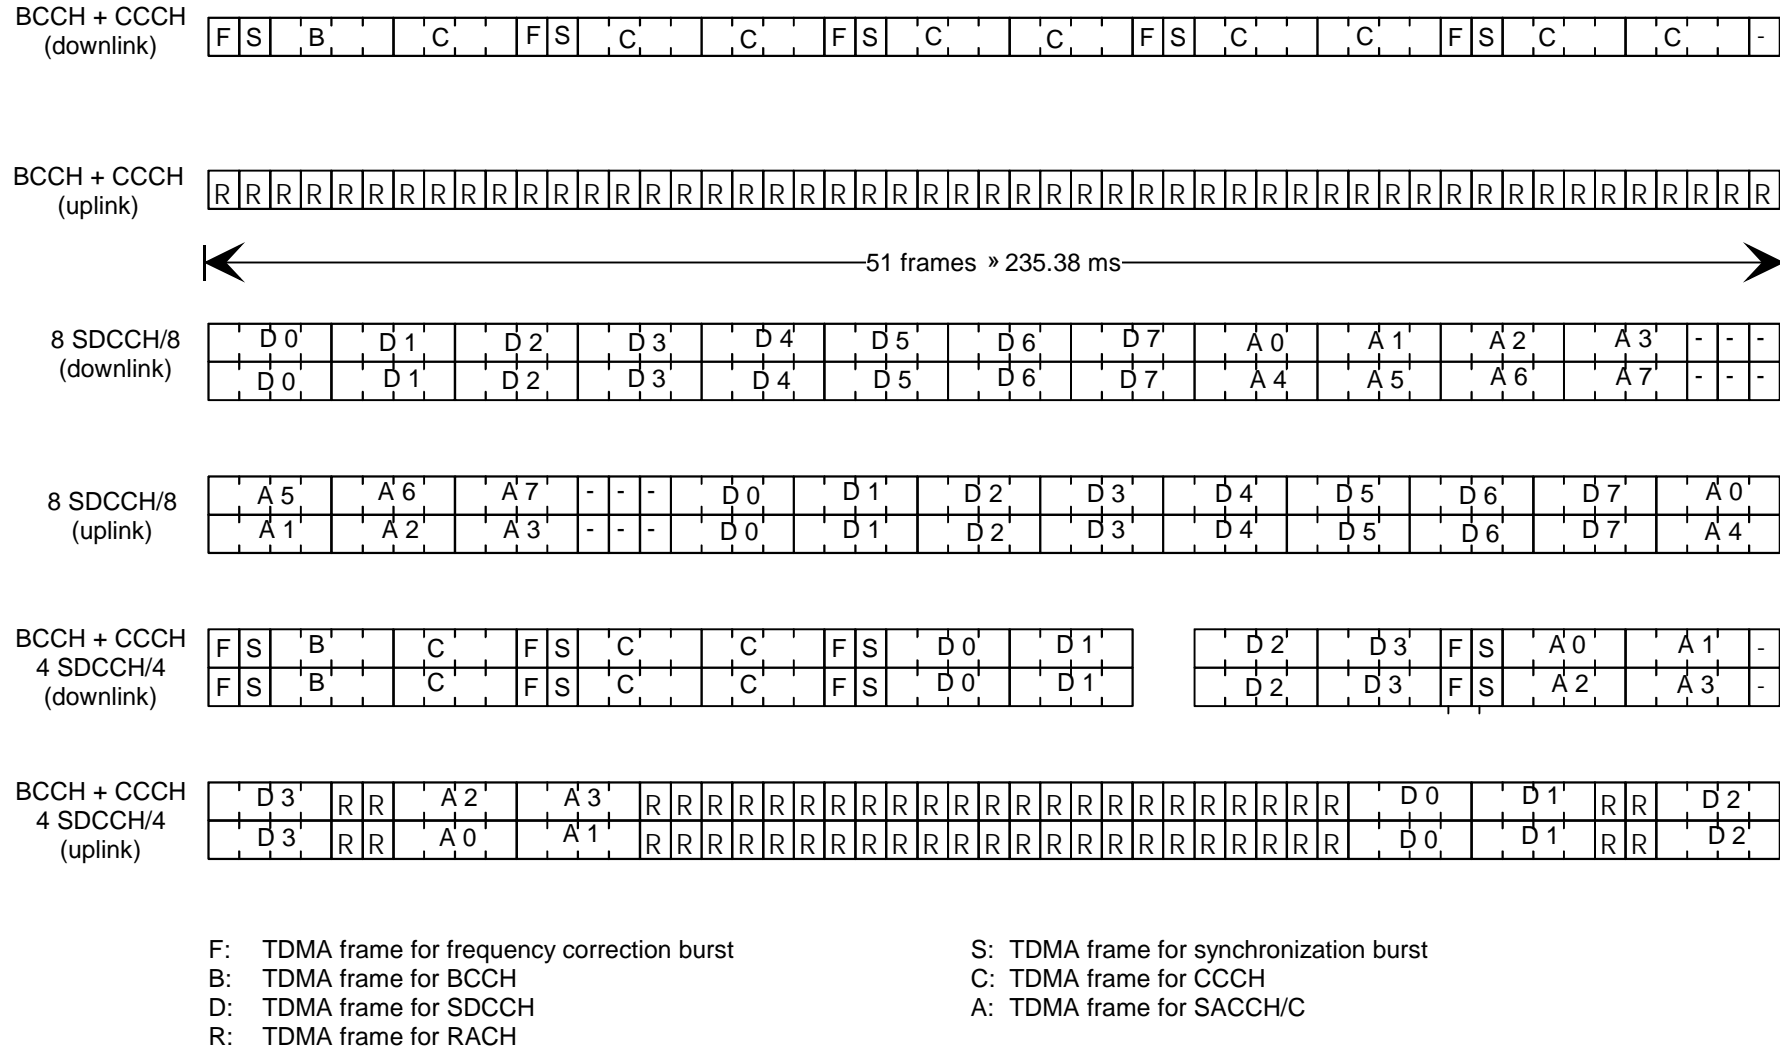 BCCH + CCCH
(downlink)
F S B C F S C C F S C C F S C C F S C C -
BCCH + CCCH
(uplink)
R R R R R R R R R R R R R R R R R R R R R R R R R R R R R R R R R R R R R R R R R R R R R R R R R R R
51 frames » 235.38 ms
8 SDCCH/8
(downlink)
D 0 D 1 D 2 D 3 D 4 D 5 D 6 D 7 A 0 A 1 A 2 A 3 - - -
D 0 D 1 D 2 D 3 D 4 D 5 D 6 D 7 A 4 A 5 A 6 A 7 - - -
8 SDCCH/8
(uplink)
A 5 A 6 A 7 - - - D 0 D 1 D 2 D 3 D 4 D 5 D 6 D 7 A 0
A 1 A 2 A 3 - - - D 0 D 1 D 2 D 3 D 4 D 5 D 6 D 7 A 4
BCCH + CCCH
4 SDCCH/4
(downlink)
F S B C F S C C F S D 0 D 1 D 2 D 3 F S A 0 A 1 -
F S B C F S C C F S D 0 D 1 D 2 D 3 F S A 2 A 3 -
BCCH + CCCH
4 SDCCH/4
(uplink)
D 3 R R A 2 A 3 R R R R R R R R R R R R R R R R R R R R R R R D 0 D 1 R R D 2
D 3 R R A 0 A 1 R R R R R R R R R R R R R R R R R R R R R R R D 0 D 1 R R D 2
F: TDMA frame for frequency correction burst
S: TDMA frame for synchronization burst
B: TDMA frame for BCCH
C: TDMA frame for CCCH
D: TDMA frame for SDCCH
A: TDMA frame for SACCH/C
R: TDMA frame for RACH